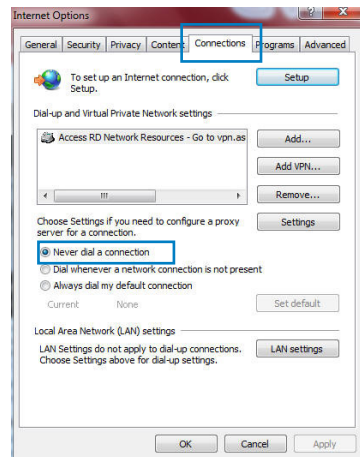 Internet Options
General Security Privacy Content Connections Programs Advanced
To set up an Internet connection, click Setup
Setup.
Dial-up and Virtual Private Network settings
Access RD Network Resources - Go to vpn.as Add...
Add VPN...
Remove...
Choose Settings if you need to configure a proxy Settings
server for a connection.
Never dial a connection
Dial whenever a network connection is not present
Always dial my default connection
Current None Set default
Local Area Network (LAN) settings
LAN Settings do not apply to dial-up connections. LAN settings
Choose Settings above for dial-up settings.
OK Cancel Apply